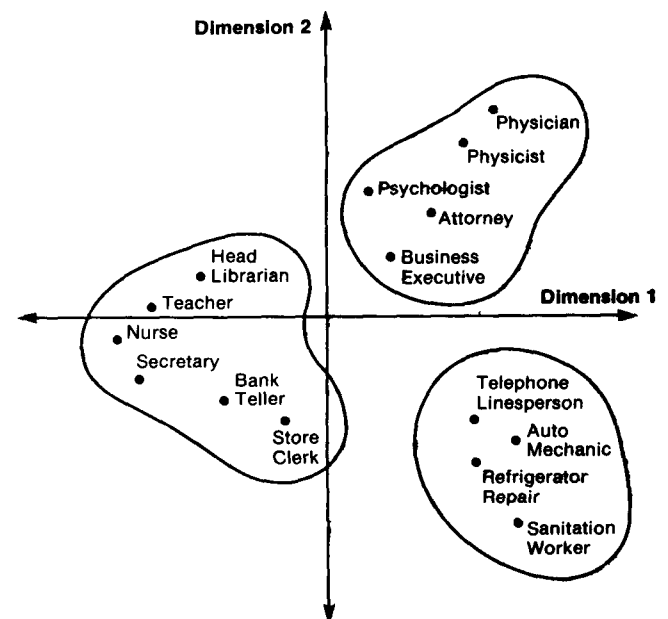 Dimension 2
Physician
Physicist
Psychologist
Attorney
Business
Executive
Head
Librarian
Dimension 1
Teacher
Nurse
Secretary
Bank
Teller
Store
Clerk
Telephone
Linesperson
Auto
Mechanic
Refrigerator
Repair
Sanitation
Worker